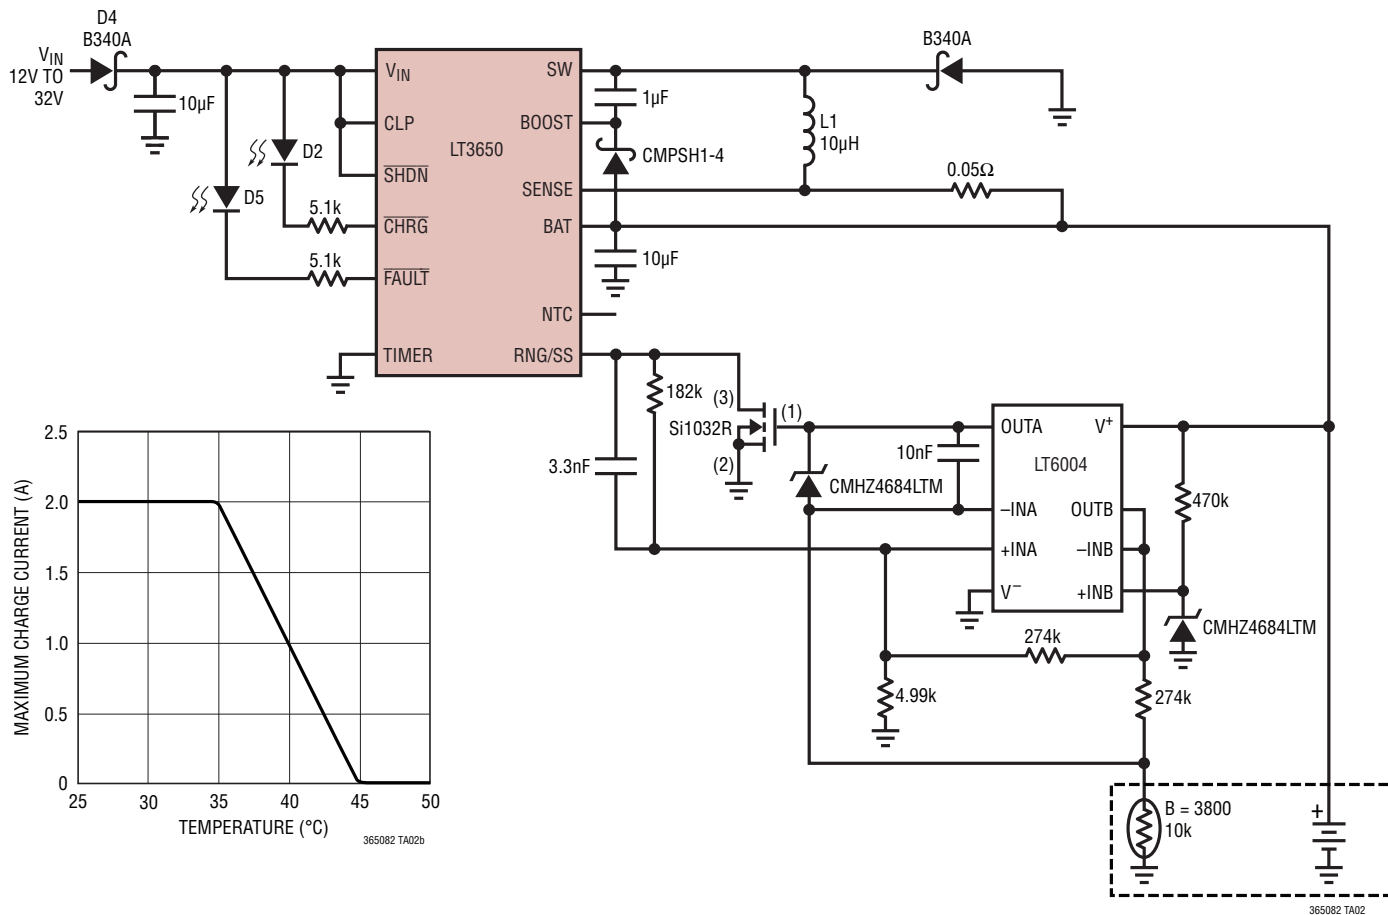 D4
B340A
VIN
12V TO
32V
10µF
D2
D5
5.1k
5.1k
VIN
CLP
SHDN
CHRG
FAULT
TIMER
LT3650
SW
BOOST
SENSE
BAT
NTC
RNG/SS
1µF
CMPSH1-4
10µF
B340A
L1
10µH
0.05Ω
182k
3.3nF
(3)
Si1032R
(2)
(1)
CMHZ4684LTM
10nF
OUTA
–INA
+INA
V–
LT6004
V+
OUTB
–INB
+INB
470k
CMHZ4684LTM
274k
4.99k
274k
B = 3800
10k
+
365082 TA02
MAXIMUM CHARGE CURRENT (A)
2.5
2.0
1.5
1.0
0.5
0
25 30 35 40 45 50
TEMPERATURE (°C)
365082 TA02b